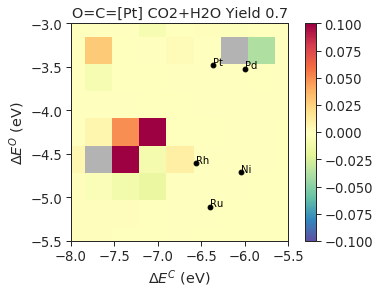 O=C=[Pt] CO2+H2O Yield 0.7
−3.0
−3.5
−4.0
−4.5
−5.0
−5.5
ΔE^O (eV)
Pt
Pd
Rh
Ni
Ru
−8.0 −7.5 −7.0 −6.5 −6.0 −5.5
ΔE^C (eV)
0.100
0.075
0.050
0.025
0.000
−0.025
−0.050
−0.075
−0.100